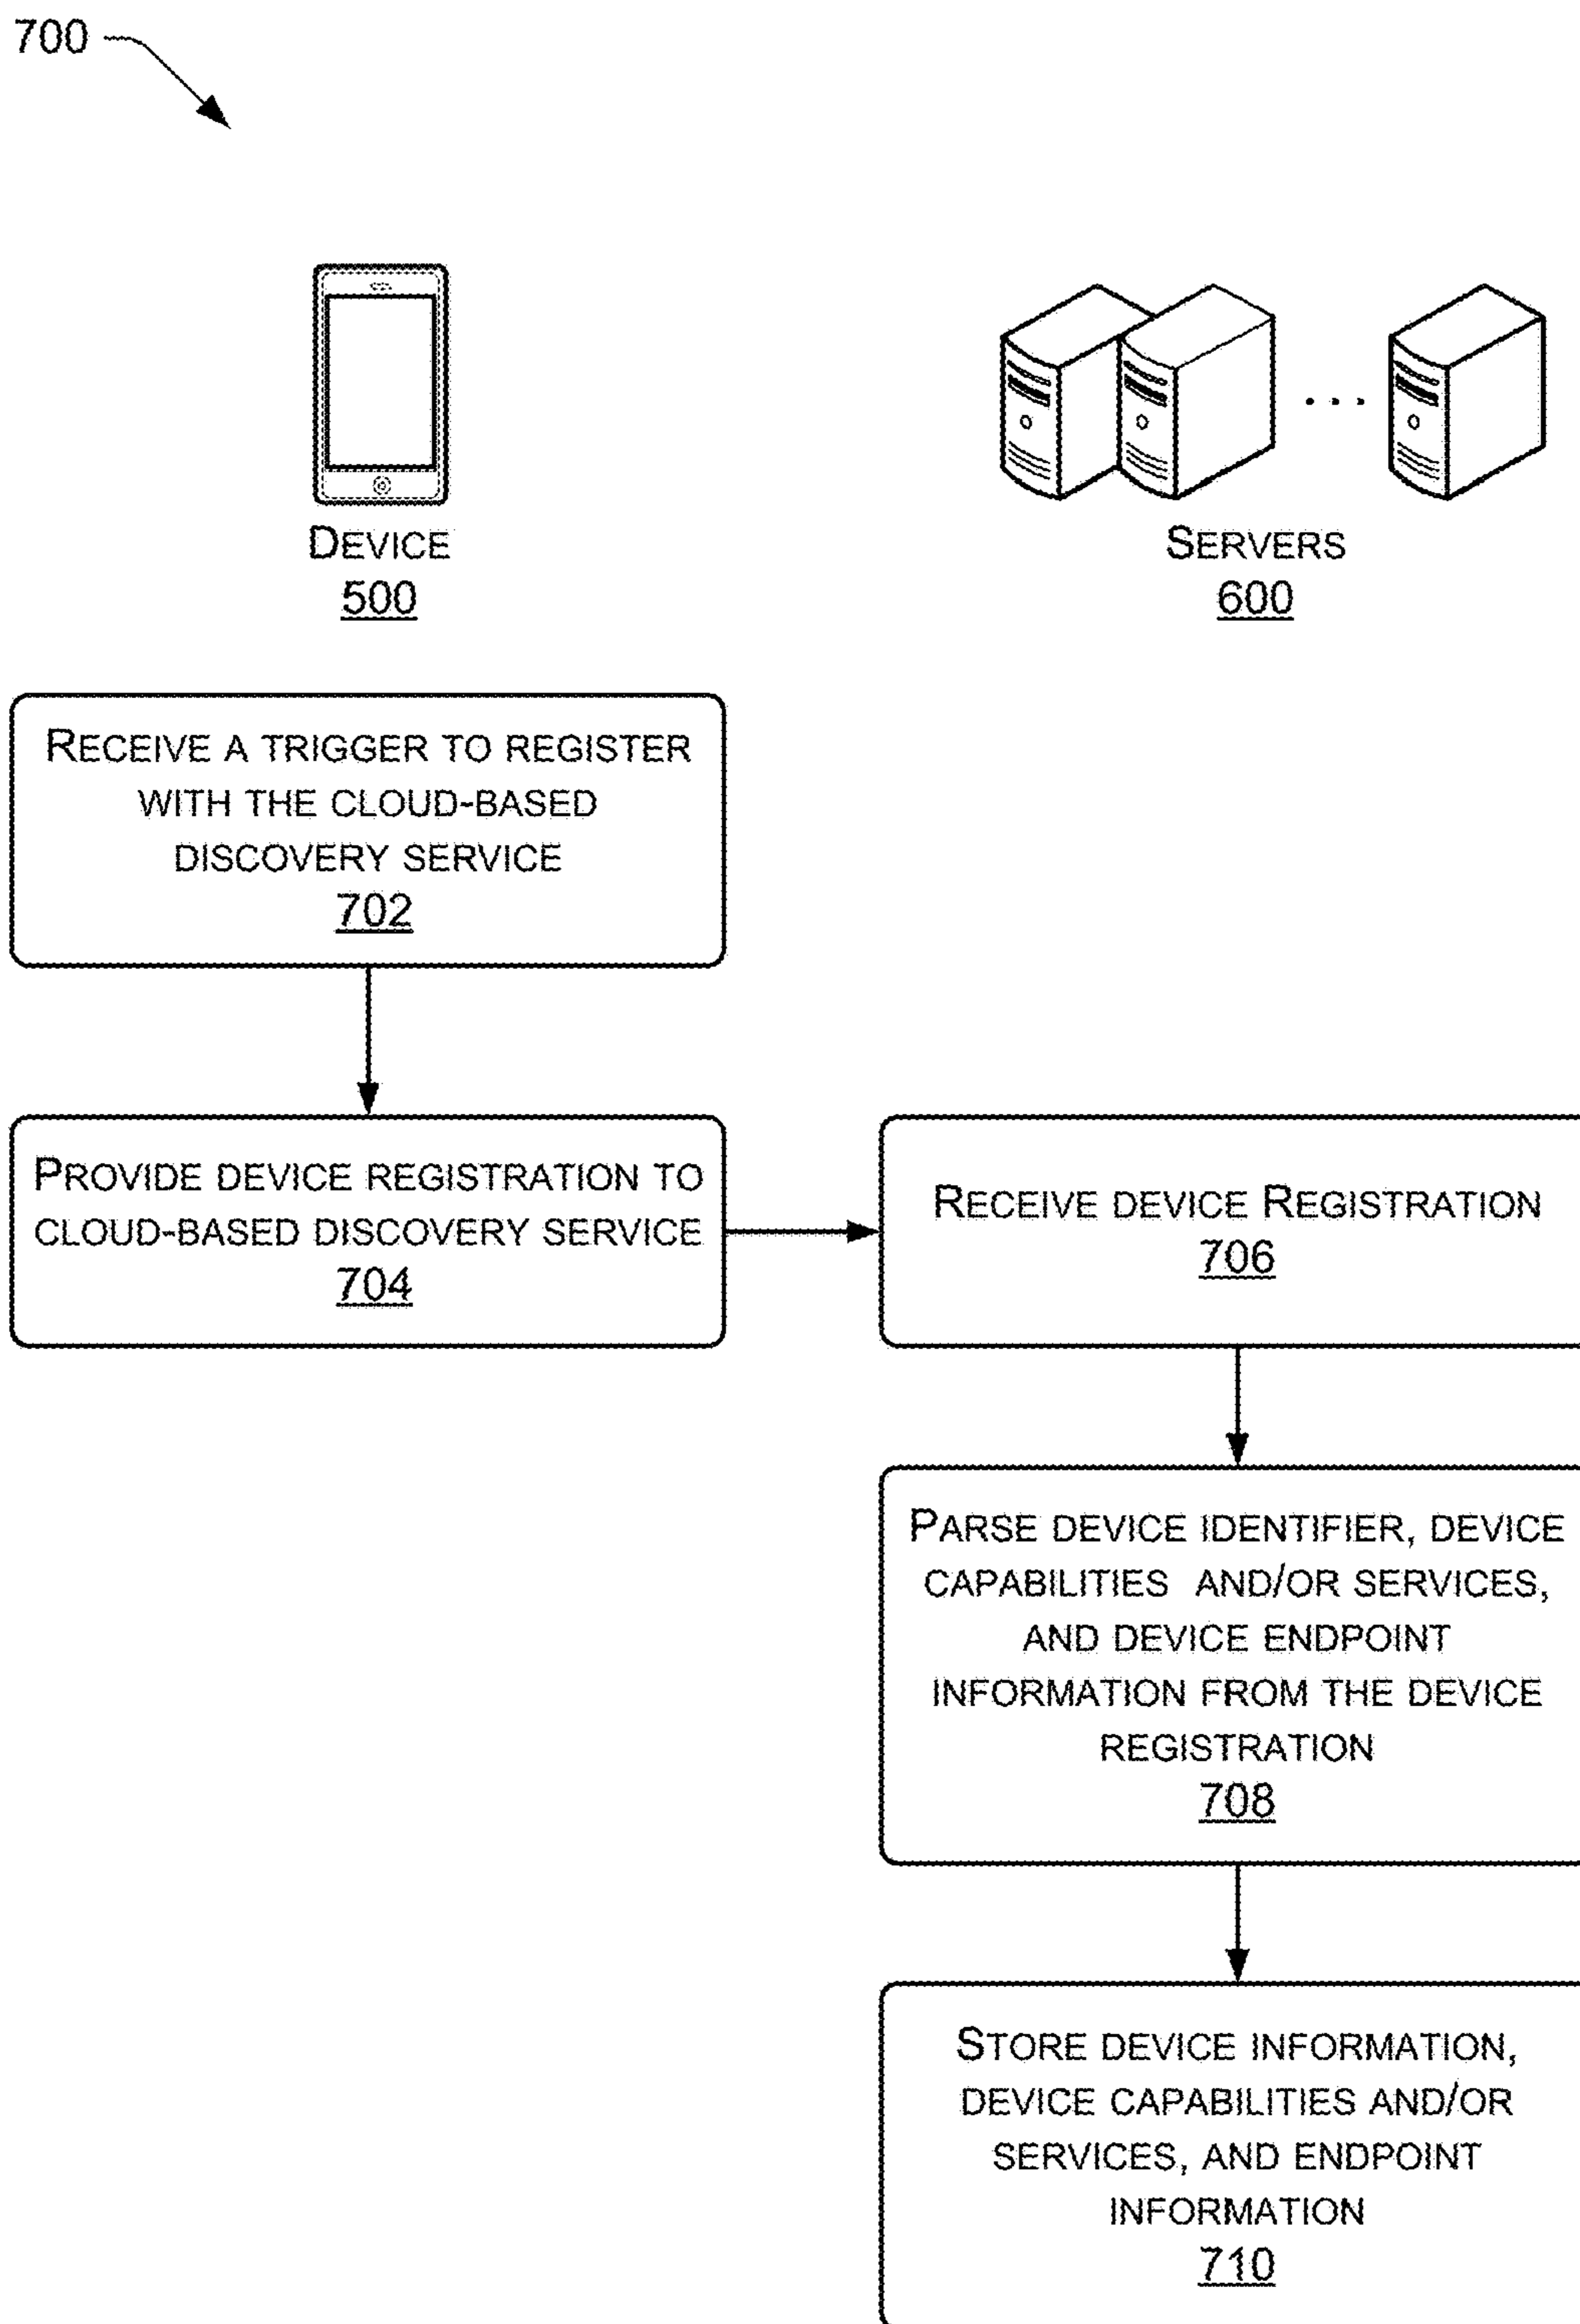 700
DEVICE
500
SERVERS
600
RECEIVE A TRIGGER TO REGISTER
WITH THE CLOUD-BASED
DISCOVERY SERVICE
702
PROVIDE DEVICE REGISTRATION TO
CLOUD-BASED DISCOVERY SERVICE
704
RECEIVE DEVICE REGISTRATION
706
PARSE DEVICE IDENTIFIER, DEVICE
CAPABILITIES AND/OR SERVICES,
AND DEVICE ENDPOINT
INFORMATION FROM THE DEVICE
REGISTRATION
708
STORE DEVICE INFORMATION,
DEVICE CAPABILITIES AND/OR
SERVICES, AND ENDPOINT
INFORMATION
710